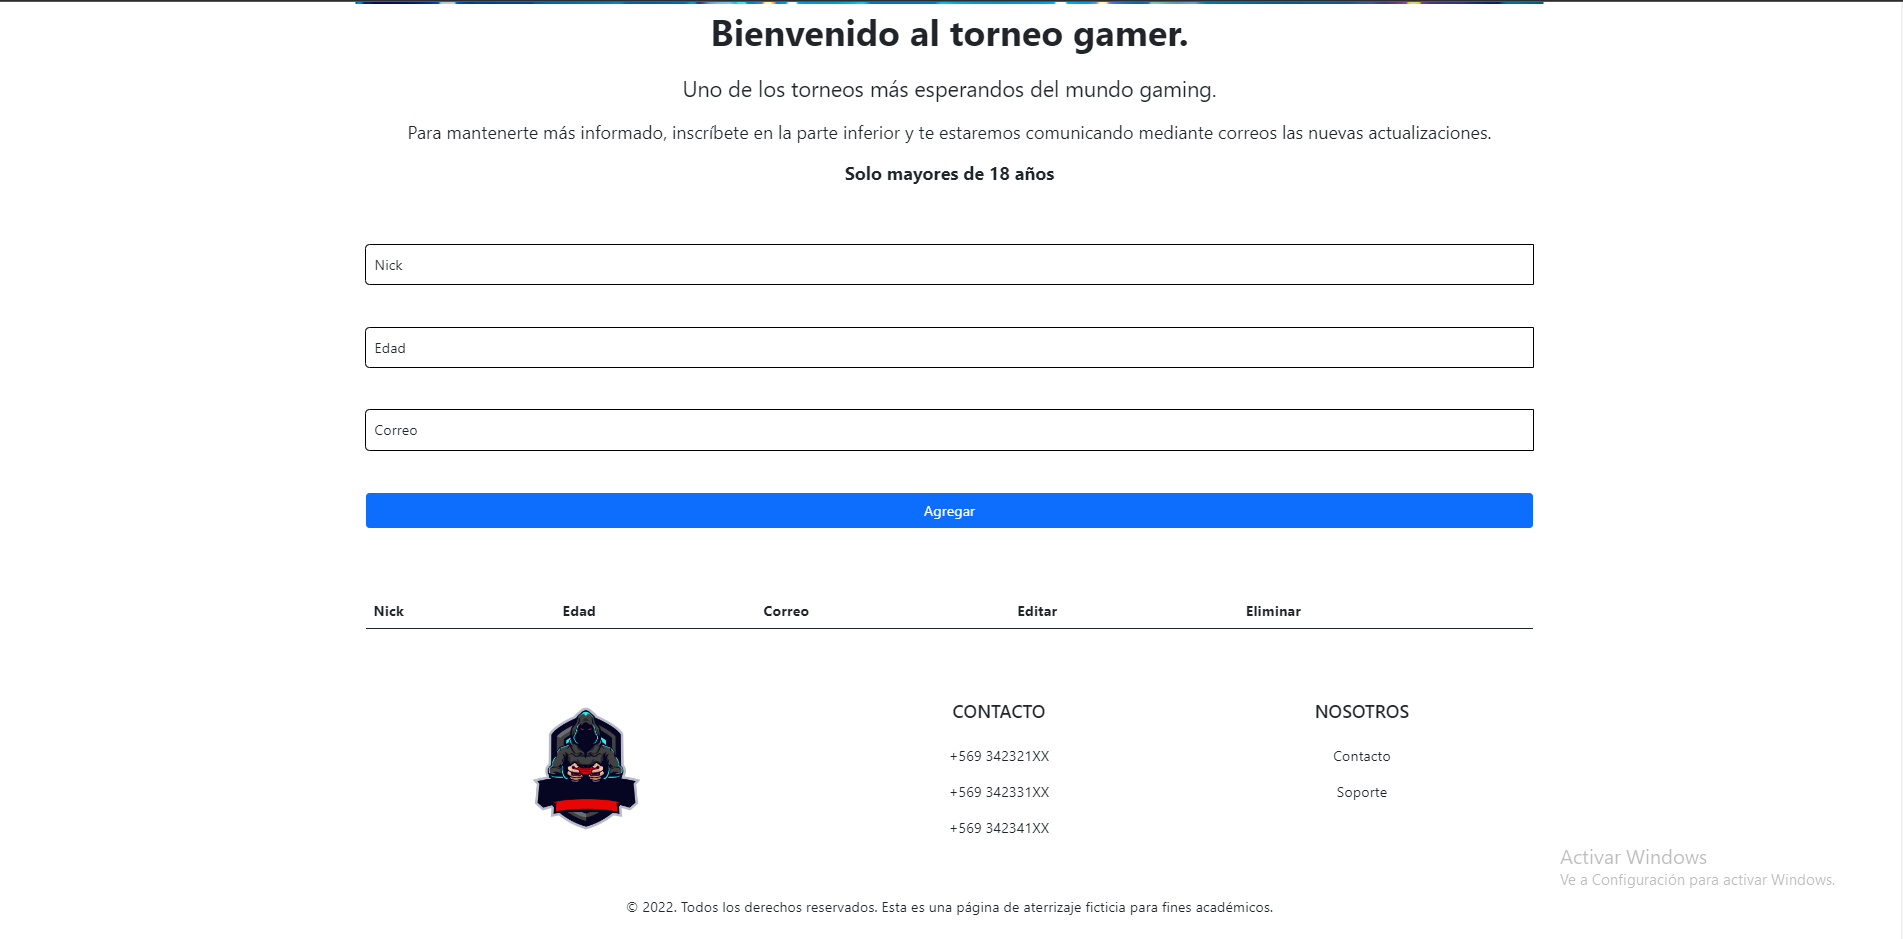 Bienvenido al torneo gamer.
Uno de los torneos más esperandos del mundo gaming.
Para mantenerte más informado, inscríbete en la parte inferior y te estaremos comunicando mediante correos las nuevas actualizaciones.
Solo mayores de 18 años
Nick
Edad
Correo
Agregar
Nick Edad Correo Editar Eliminar
CONTACTO
+569 342321XX
+569 342331XX
+569 342341XX
NOSOTROS
Contacto
Soporte
Activar Windows
Ve a Configuración para activar Windows.
© 2022. Todos los derechos reservados. Esta es una página de aterrizaje ficticia para fines académicos.